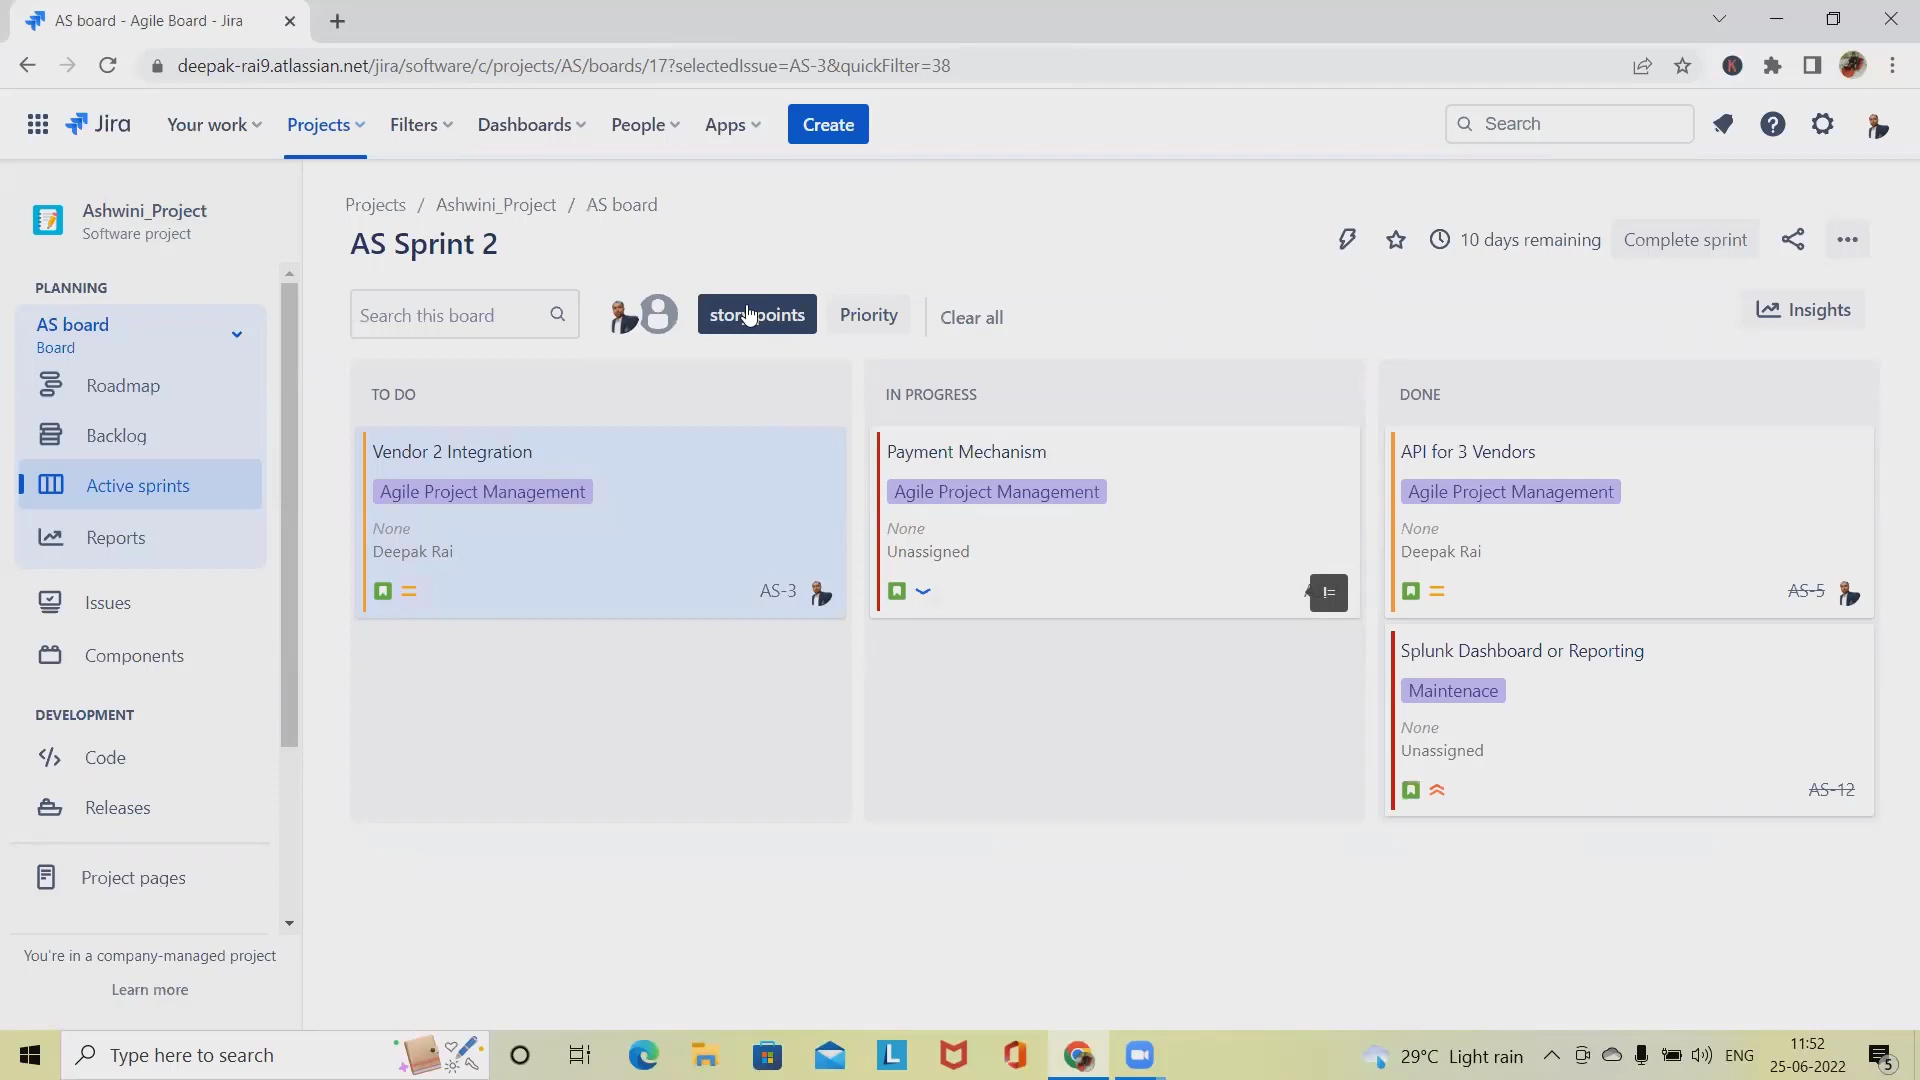 AS board - Agile Board - Jira
deepak-rai9.atlassian.net/jira/software/c/projects/AS/boards/17?selectedIssue=AS-3&quickFilter=38
Jira
Your work
Projects
Filters
Dashboards
People
Apps
Create
Search
Ashwini_Project
Software project
PLANNING
AS board
Board
Roadmap
Backlog
Active sprints
Reports
Issues
Components
DEVELOPMENT
Code
Releases
Project pages
You're in a company-managed project
Learn more
Projects / Ashwini_Project / AS board
AS Sprint 2
10 days remaining
Complete sprint
Search this board
points
Priority
Clear all
Insights
TO DO
Vendor 2 Integration
Agile Project Management
None
Deepak Rai
AS-3
IN PROGRESS
Payment Mechanism
Agile Project Management
None
Unassigned
DONE
API for 3 Vendors
Agile Project Management
None
Deepak Rai
AS-5
Splunk Dashboard or Reporting
Maintenace
None
Unassigned
AS-12
Type here to search
29°C Light rain
ENG
11:52
25-06-2022
5